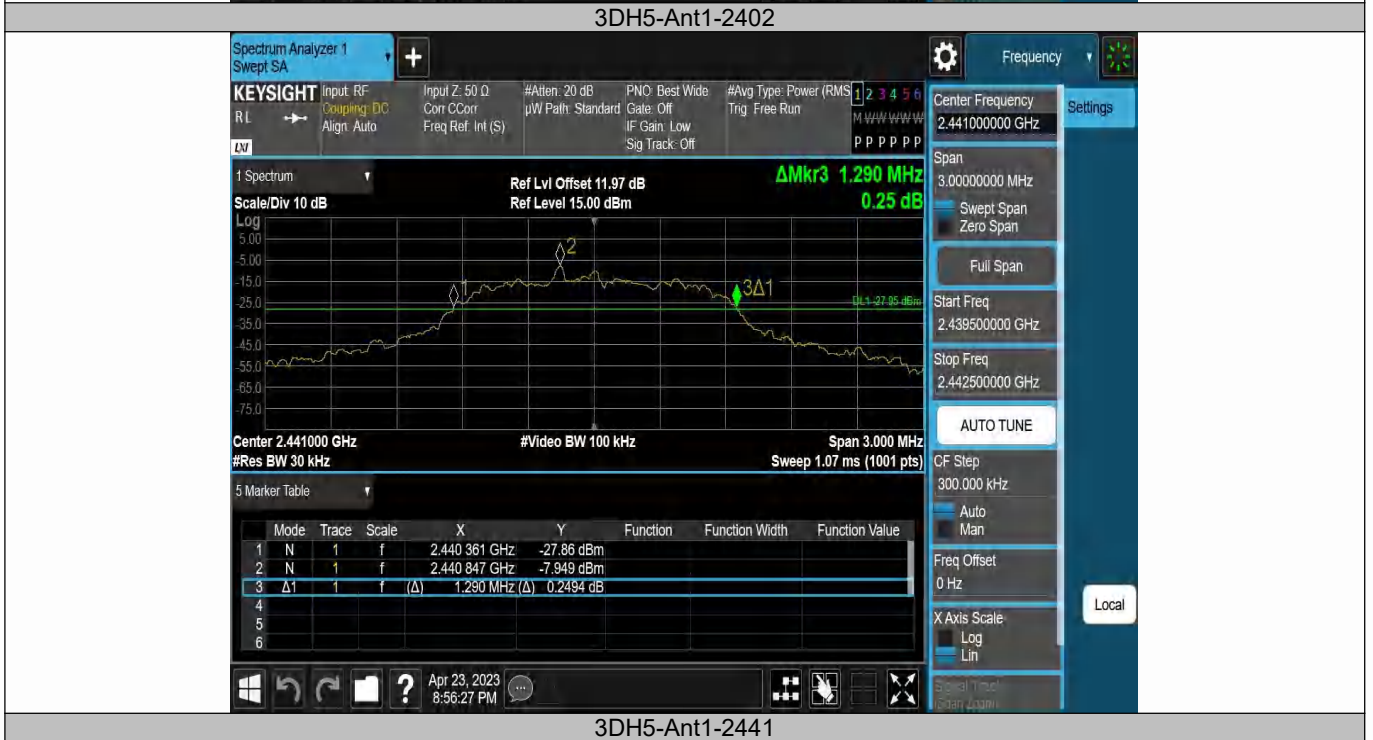 3DH5-Ant1-2402
Spectrum Analyzer 1
Swept SA
Frequency
KEYSIGHT
Input: RF
Input Z: 50 Ω
#Atten: 20 dB
PNO: Best Wide
#Avg Type: Power (RMS
1 2 3 4 5 6
RL
Coupling: DC
Corr CCorr
µW Path: Standard
Gate: Off
Trig: Free Run
M W W W W W
Align: Auto
Freq Ref: Int (S)
IF Gain: Low
Sig Track: Off
P P P P P P
LXI
Center Frequency
2.441000000 GHz
Settings
1 Spectrum
Ref Lvl Offset 11.97 dB
ΔMkr3 1.290 MHz
Scale/Div 10 dB
Ref Level 15.00 dBm
0.25 dB
Log
5.00
-5.00
-15.0
-25.0
-35.0
-45.0
-55.0
-65.0
-75.0
1
2
3Δ1
DL1 -27.95 dBm
Center 2.441000 GHz
#Video BW 100 kHz
Span 3.000 MHz
#Res BW 30 kHz
Sweep 1.07 ms (1001 pts)
Span
3.00000000 MHz
Swept Span
Zero Span
Full Span
Start Freq
2.439500000 GHz
Stop Freq
2.442500000 GHz
AUTO TUNE
CF Step
300.000 kHz
Auto
Man
Freq Offset
0 Hz
X Axis Scale
Log
Lin
Local
5 Marker Table
Mode Trace Scale X Y Function Function Width Function Value
1 N 1 f 2.440 361 GHz -27.86 dBm
2 N 1 f 2.440 847 GHz -7.949 dBm
3 Δ1 1 f (Δ) 1.290 MHz (Δ) 0.2494 dB
4
5
6
Apr 23, 2023
8:56:27 PM
3DH5-Ant1-2441